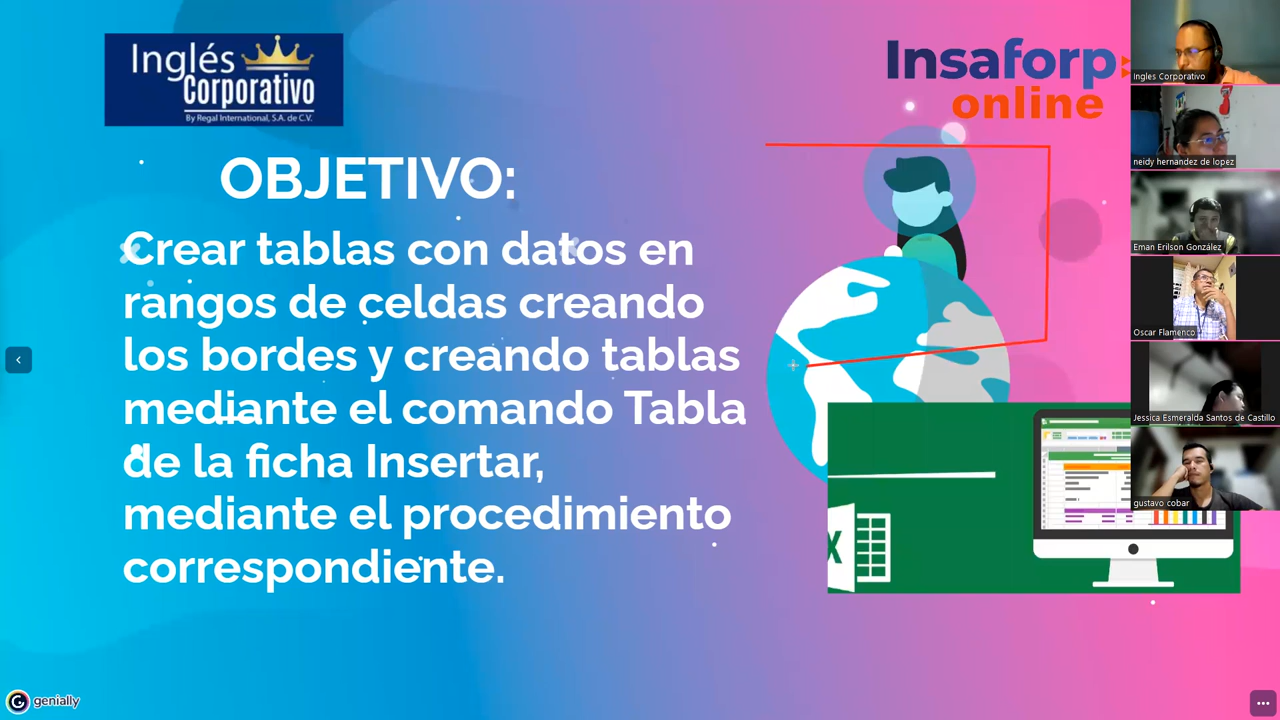 Inglés
Corporativo
By Regal International, S.A. de C.V.
Insaforp
online
OBJETIVO:
Crear tablas con datos en
rangos de celdas creando
los bordes y creando tablas
mediante el comando Tabla
de la ficha Insertar,
mediante el procedimiento
correspondiente.
X
Ingles Corporativo
neidy hernandez de lopez
Eman Erilson González
Oscar Flamenco
Jessica Esmeralda Santos de Castillo
gustavo cobar
genially